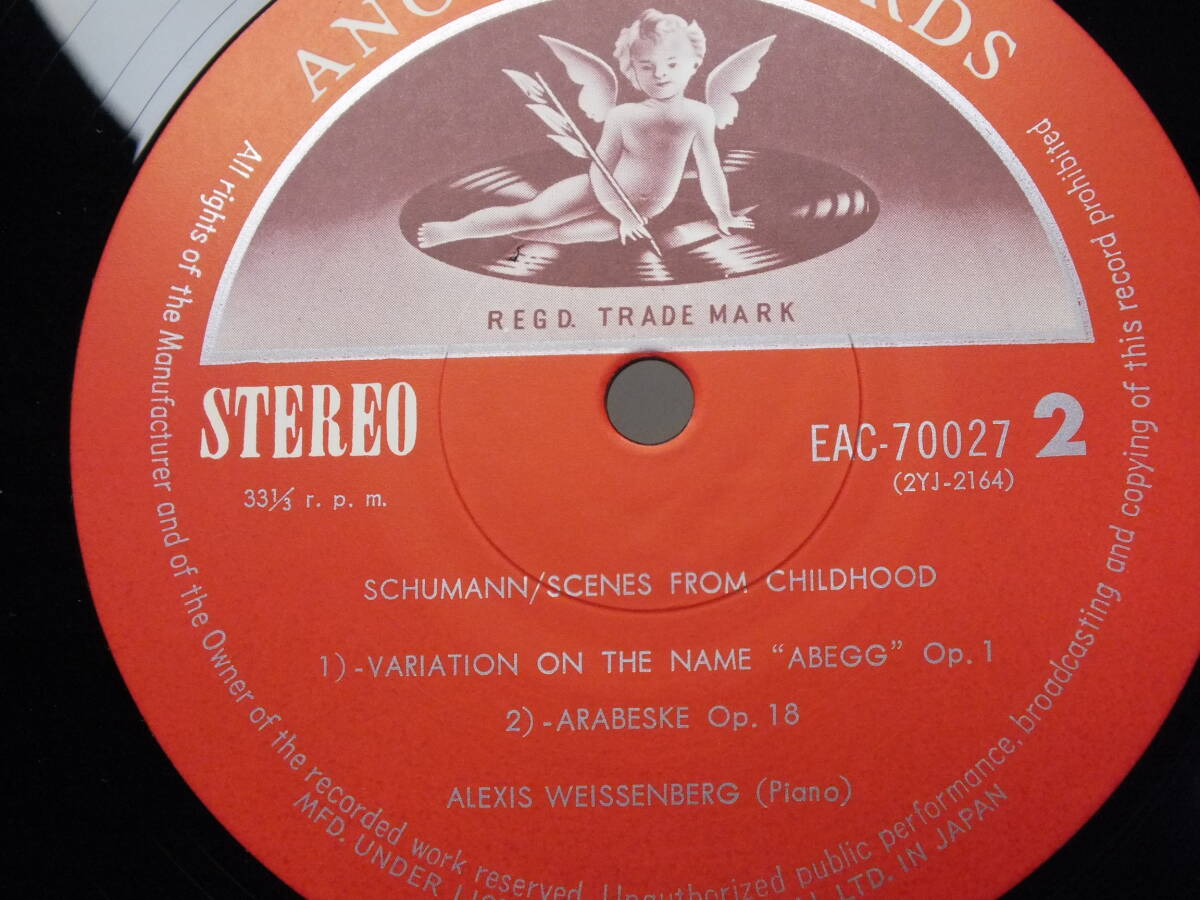 REGD. TRADE MARK
STEREO
33⅓ r. p. m.
EAC-70027 2
(2YJ-2164)
SCHUMANN/SCENES FROM CHILDHOOD
1)-VARIATION ON THE NAME “ABEGG” Op. 1
2)-ARABESKE Op. 18
ALEXIS WEISSENBERG (Piano)
All rights of the Manufacturer and of the Owner of the recorded work reserved. Unauthorized public performance, broadcasting and copying of this record prohibited
MFD. UNDER LTD. IN JAPAN